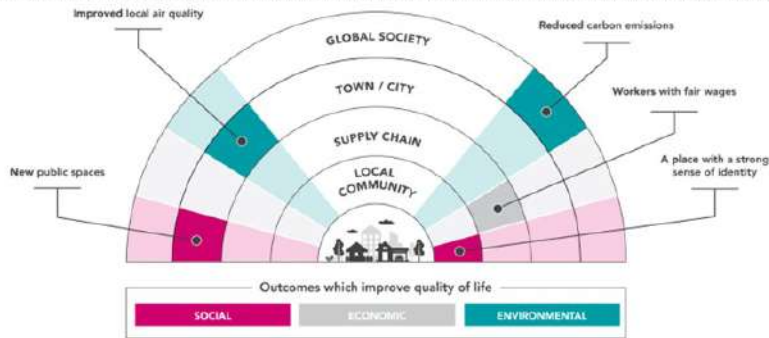 Improved local air quality
Reduced carbon emissions
GLOBAL SOCIETY
TOWN / CITY
Workers with fair wages
SUPPLY CHAIN
New public spaces
LOCAL
COMMUNITY
A place with a strong
sense of identity
Outcomes which improve quality of life
SOCIAL
ECONOMIC
ENVIRONMENTAL